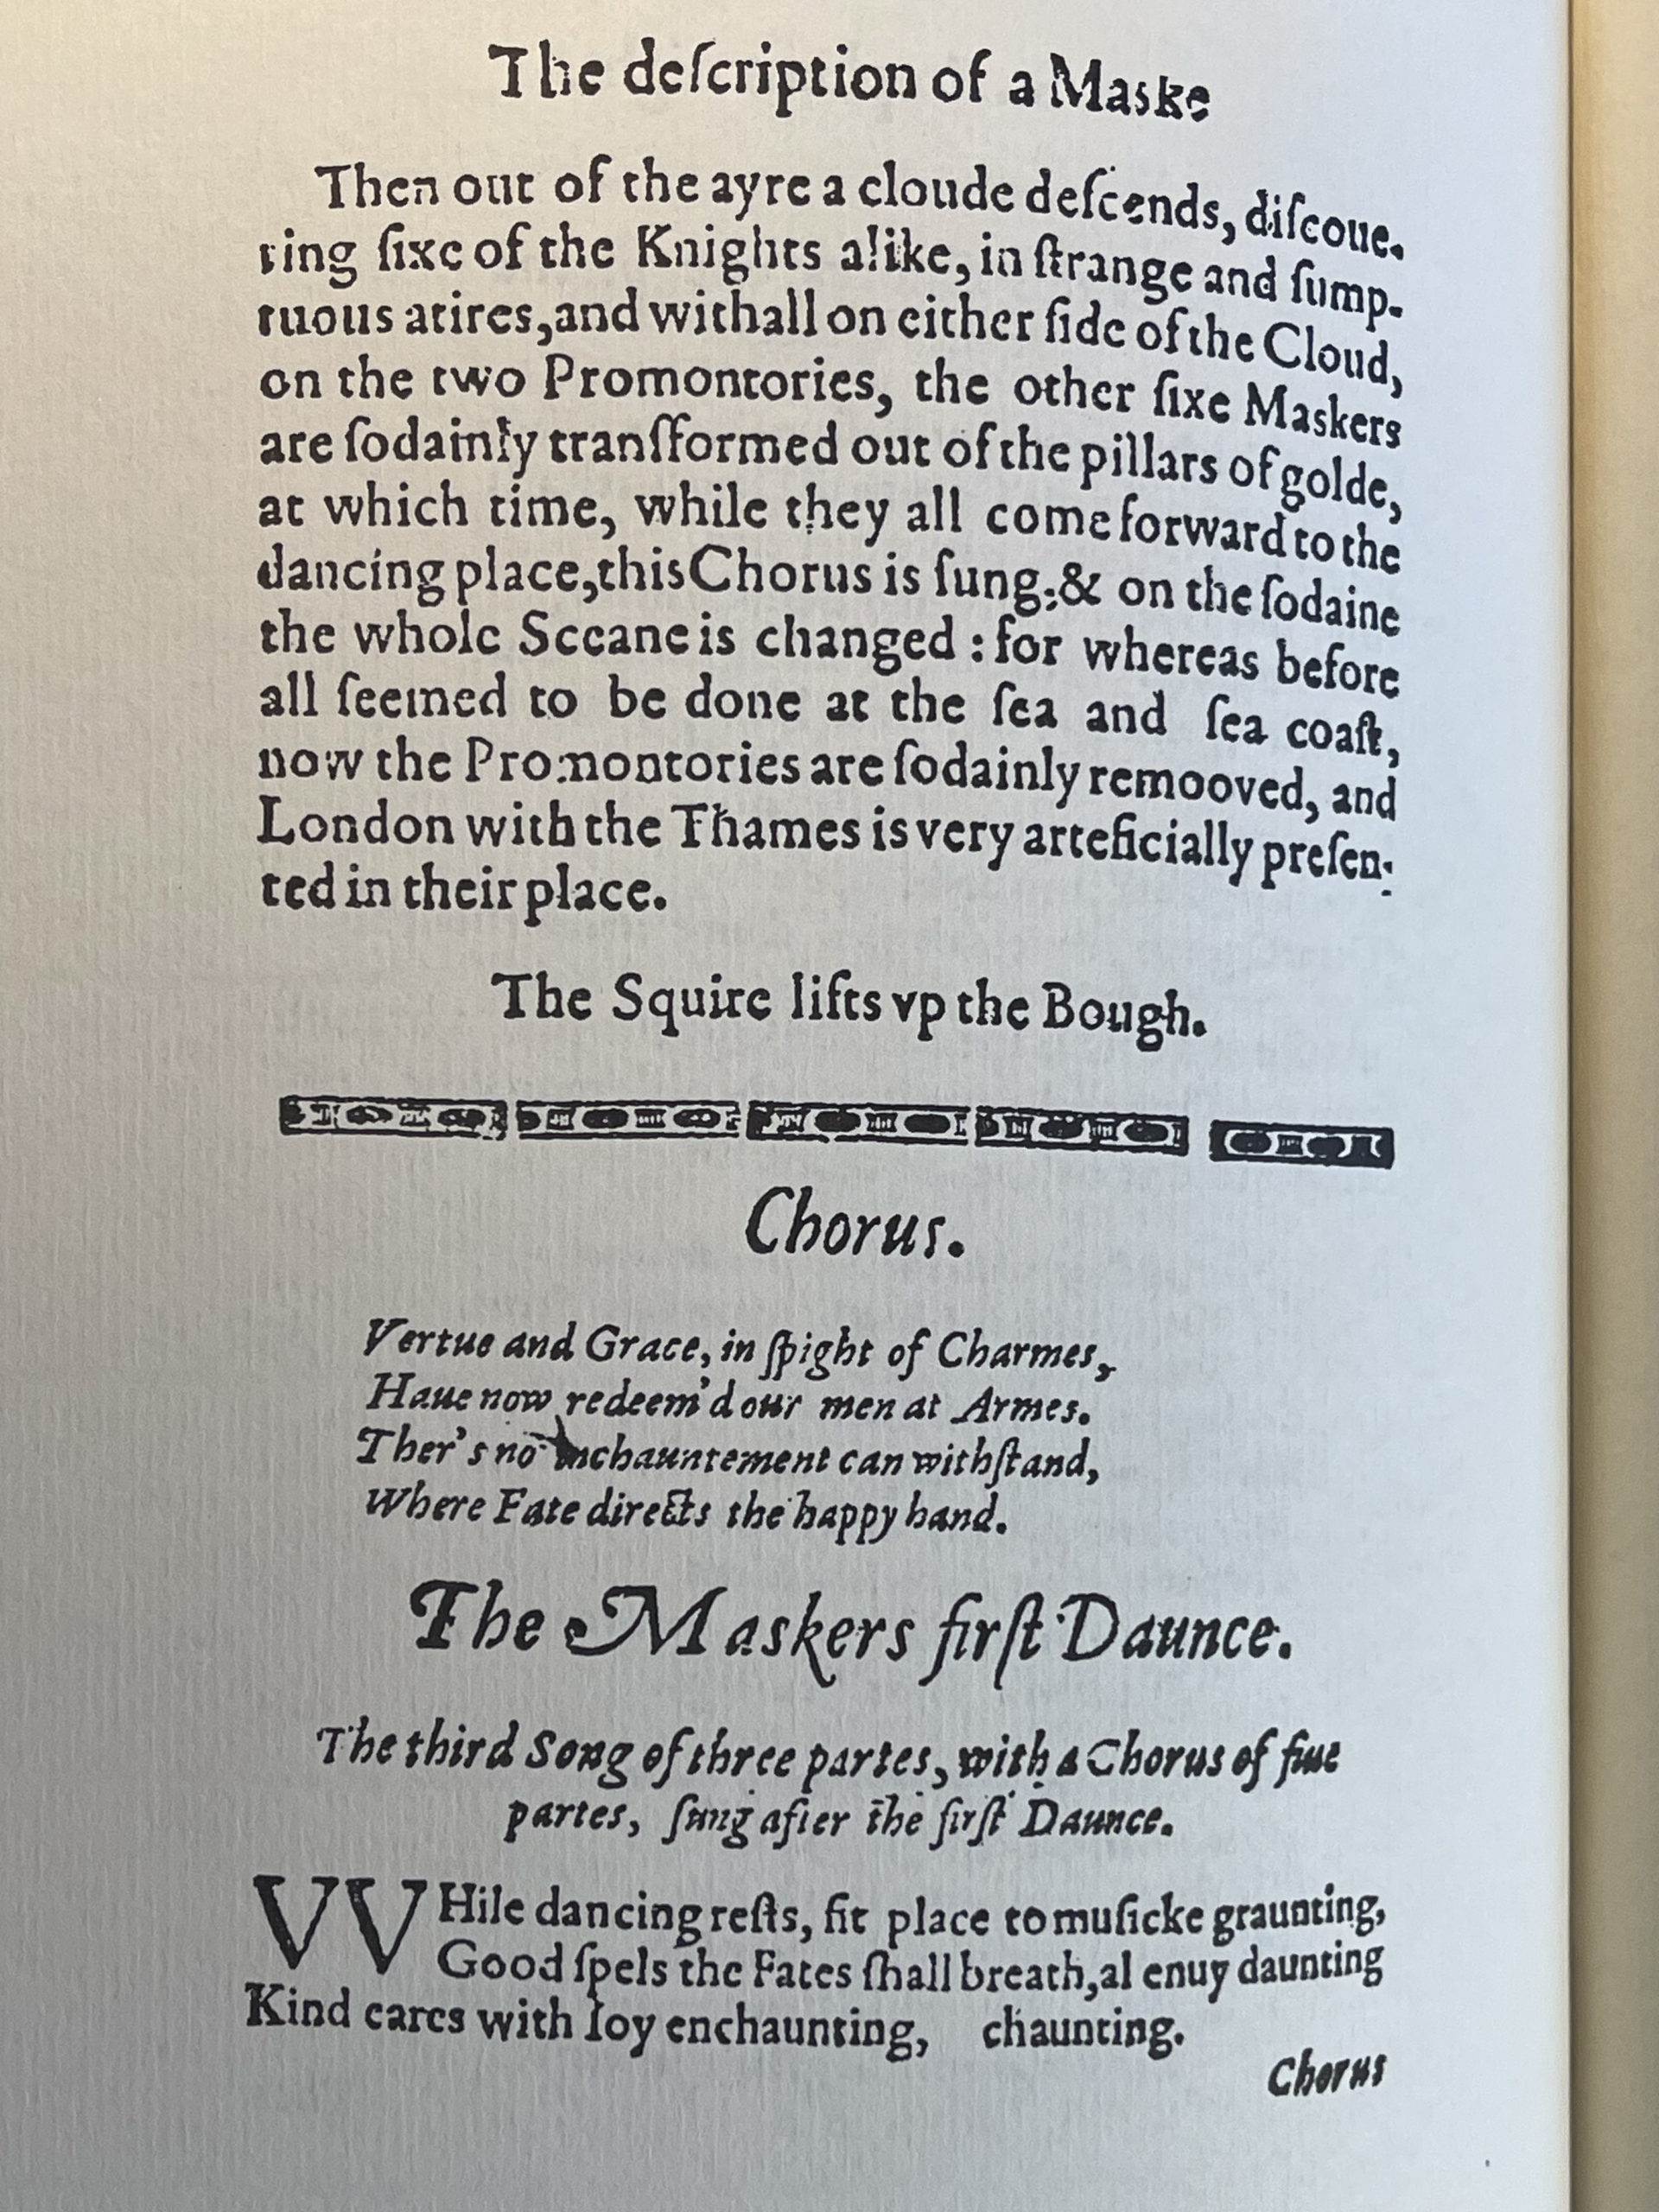 The deſcription of a Maske
Then out of the ayre a cloude deſcends, diſcoue-
ring ſixe of the Knights alike, in ſtrange and ſump-
tuous atires,and withall on either ſide of the Cloud,
on the two Promontories, the other ſixe Maskers
are ſodainly tranſformed out of the pillars of golde,
at which time, while they all come forward to the
dancing place,this Chorus is ſung;& on the ſodaine
the whole Sceane is changed : for whereas before
all ſeemed to be done at the ſea and ſea coaſt,
now the Promontories are ſodainly remooved, and
London with the Thames is very arteficially preſen-
ted in their place.
The Squire lifts vp the Bough.
Chorus.
Vertue and Grace, in ſpight of Charmes,
Haue now redeem'd our men at Armes.
Ther's no inchauntement can withſtand,
Where Fate directs the happy hand.
The Maskers firſt Daunce.
The third Song of three partes, with a Chorus of fiue
partes, ſung after the firſt Daunce.
VVHile dancing reſts, fit place to muſicke graunting,
Good ſpels the Fates ſhall breath,al enuy daunting
Kind eares with Ioy enchaunting, chaunting.
Chorus